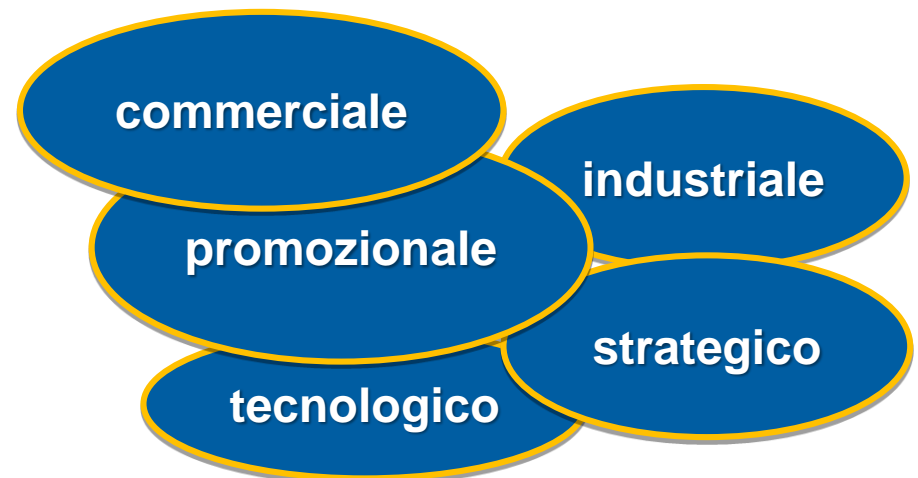 commerciale
industriale
promozionale
strategico
tecnologico